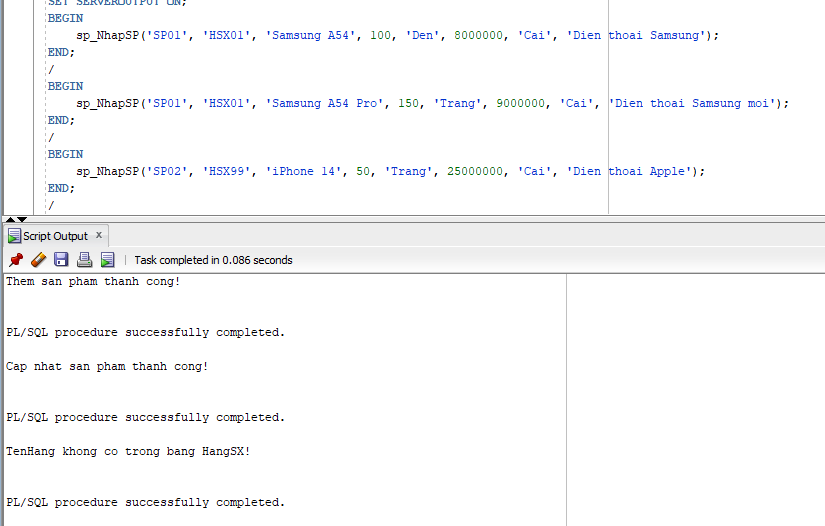 SET SERVEROUTPUT ON;
BEGIN
sp_NhapSP('SP01', 'HSX01', 'Samsung A54', 100, 'Den', 8000000, 'Cai', 'Dien thoai Samsung');
END;
/
BEGIN
sp_NhapSP('SP01', 'HSX01', 'Samsung A54 Pro', 150, 'Trang', 9000000, 'Cai', 'Dien thoai Samsung moi');
END;
/
BEGIN
sp_NhapSP('SP02', 'HSX99', 'iPhone 14', 50, 'Trang', 25000000, 'Cai', 'Dien thoai Apple');
END;
/
Script Output x
Task completed in 0.086 seconds
Them san pham thanh cong!
PL/SQL procedure successfully completed.
Cap nhat san pham thanh cong!
PL/SQL procedure successfully completed.
TenHang khong co trong bang HangSX!
PL/SQL procedure successfully completed.